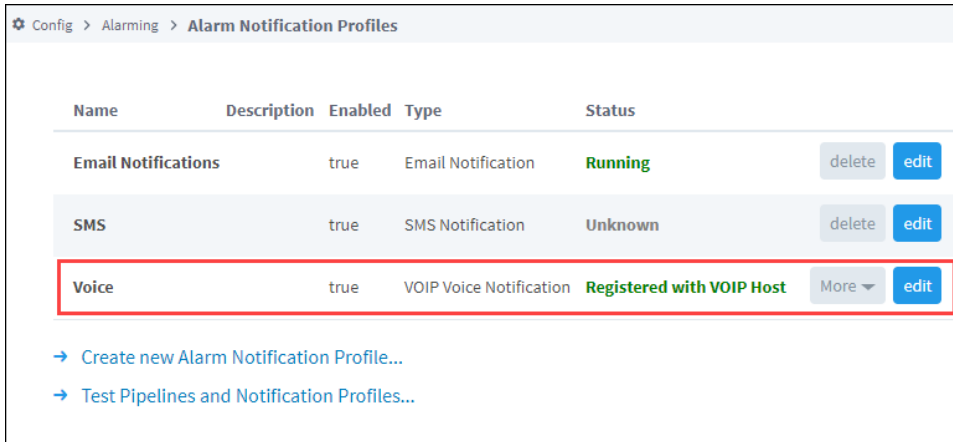 Config > Alarming > Alarm Notification Profiles
Name Description Enabled Type Status
Email Notifications true Email Notification Running delete edit
SMS true SMS Notification Unknown delete edit
Voice true VOIP Voice Notification Registered with VOIP Host More edit
→ Create new Alarm Notification Profile...
→ Test Pipelines and Notification Profiles...